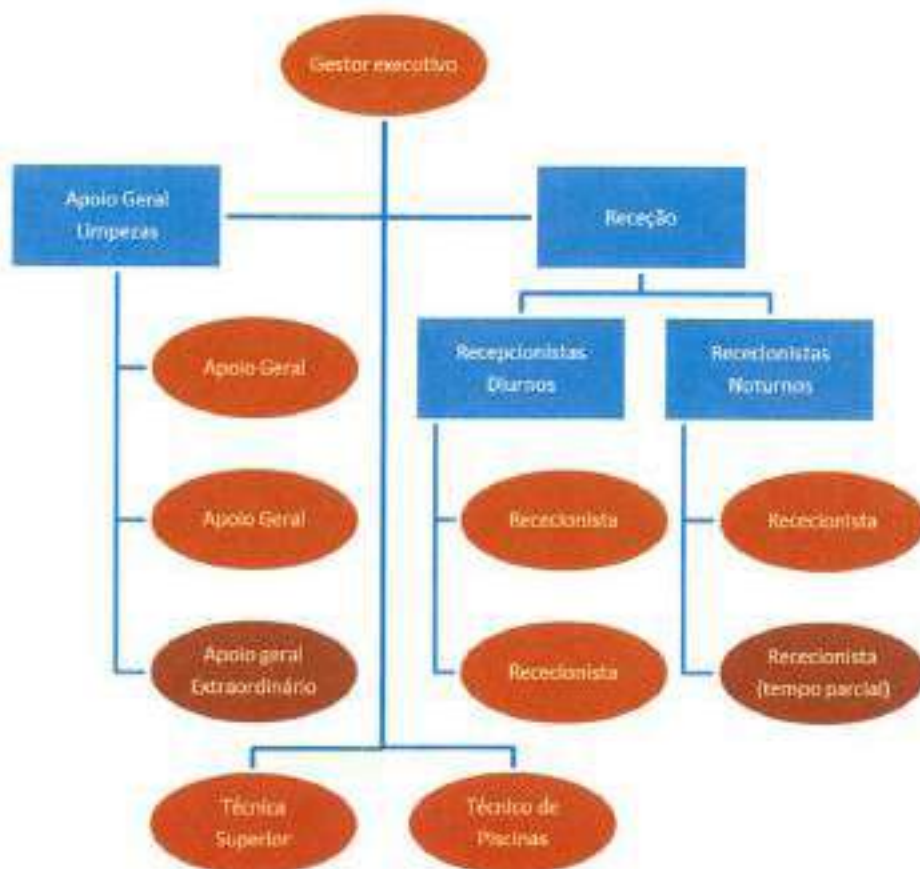 Gestor executivo
Apoio Geral
Limpezas
Receção
Apoio Geral
Recepcionistas
Diurnos
Rececionistas
Noturnos
Apoio Geral
Rececionista
Rececionista
Apoio geral
Extraordinário
Rececionista
Rececionista
(tempo parcial)
Técnica
Superior
Técnico de
Piscinas